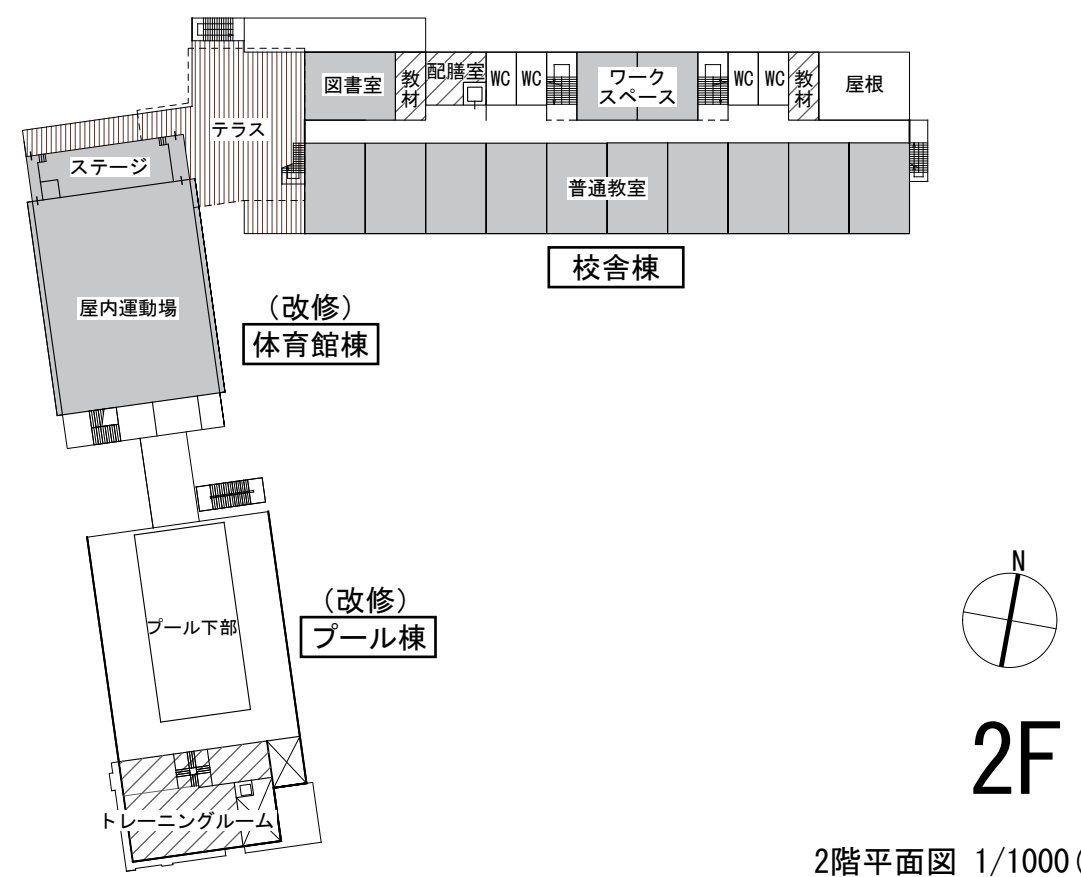 図書室
教材
配膳室
WC
WC
ワーク
スペース
WC
WC
教材
屋根
テラス
ステージ
普通教室
校舎棟
屋内運動場
（改修）
体育館棟
（改修）
プール棟
プール下部
トレーニングルーム
N
2F
2階平面図 1/1000（